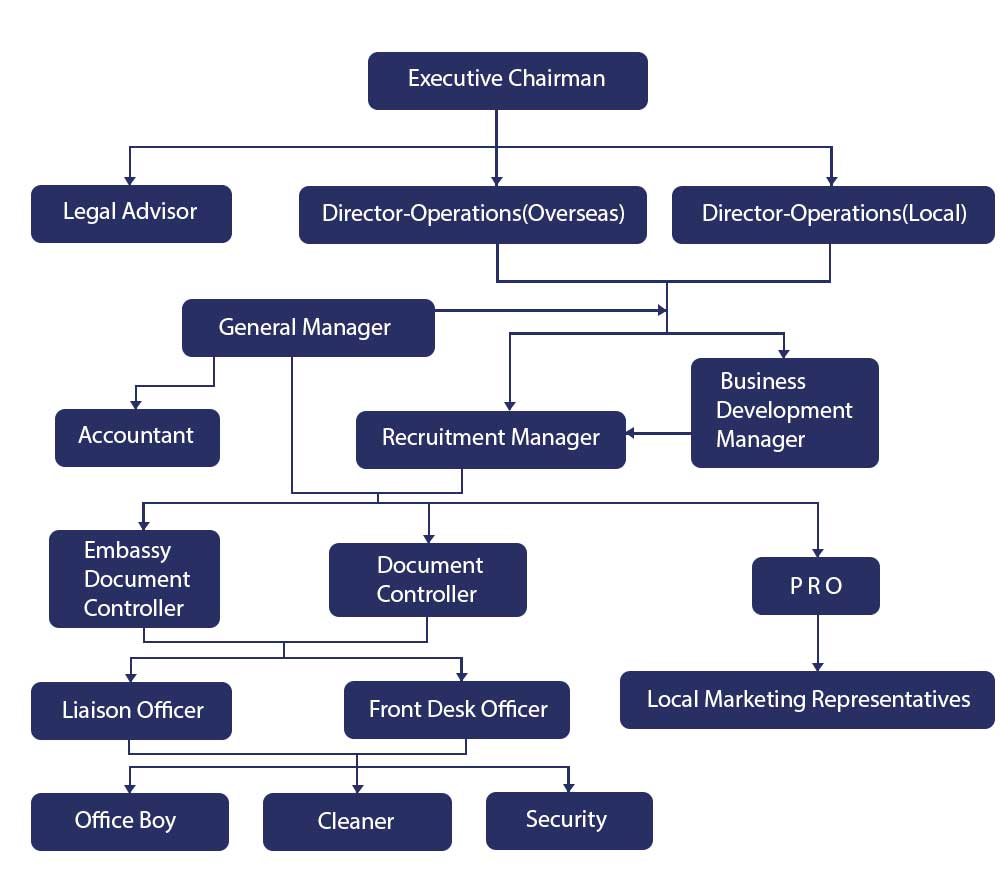 Executive Chairman
Legal Advisor
Director-Operations(Overseas)
Director-Operations(Local)
General Manager
Business
Development
Manager
Accountant
Recruitment Manager
Embassy
Document
Controller
Document
Controller
P R O
Liaison Officer
Front Desk Officer
Local Marketing Representatives
Office Boy
Cleaner
Security